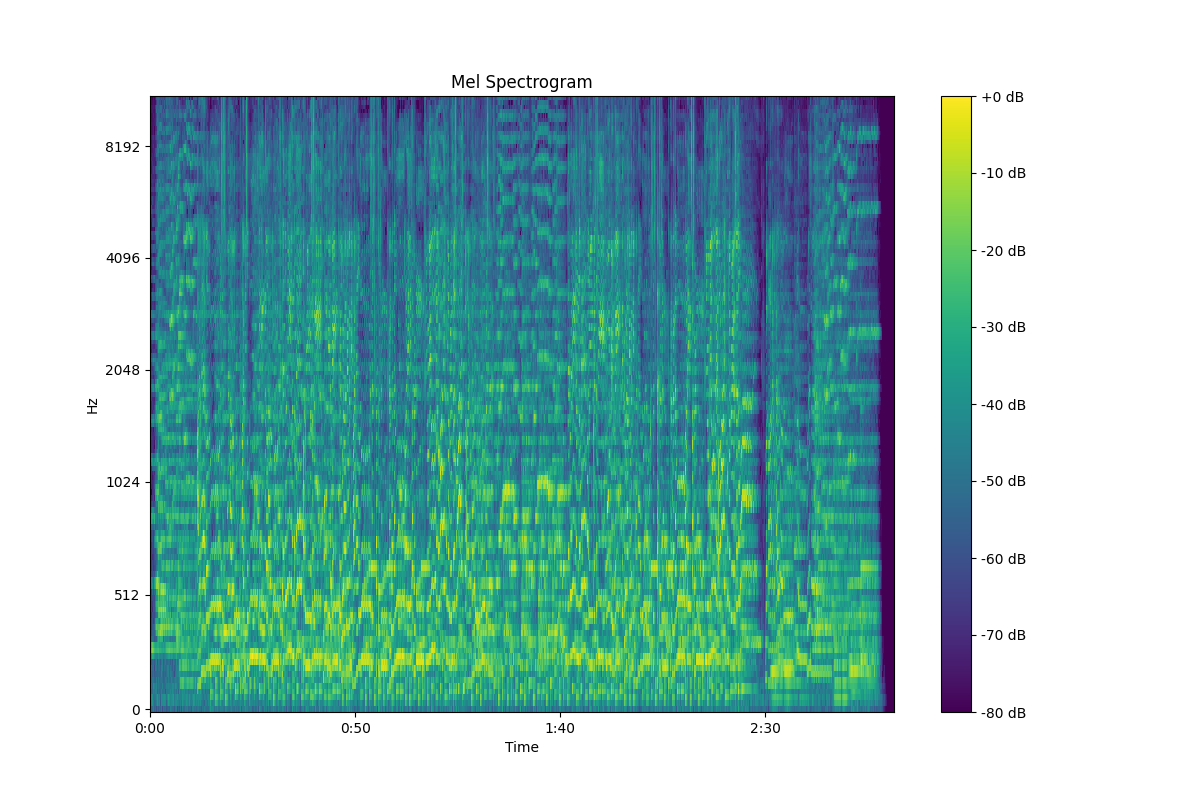 Mel Spectrogram
+0 dB
8192
-10 dB
-20 dB
4096
-30 dB
2048
Hz
-40 dB
1024
-50 dB
512
-60 dB
-70 dB
0
-80 dB
0:00
0:50
1:40
2:30
Time